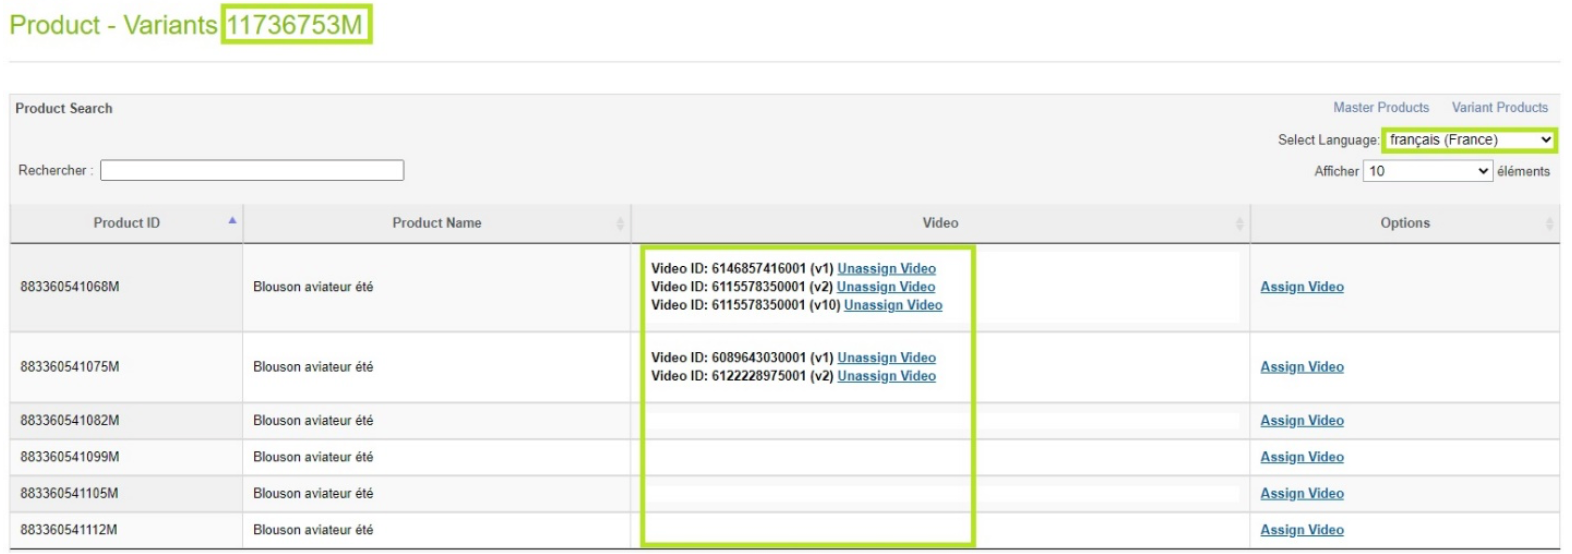 Product - Variants 11736753M
Product Search
Master Products Variant Products
Select Language: français (France)
Rechercher :
Afficher 10 éléments
Product ID Product Name Video Options
883360541068M Blouson aviateur été Video ID: 6146857416001 (v1) Unassign Video
Video ID: 6115578350001 (v2) Unassign Video
Video ID: 6115578350001 (v10) Unassign Video
Assign Video
883360541075M Blouson aviateur été Video ID: 6089643030001 (v1) Unassign Video
Video ID: 6122228975001 (v2) Unassign Video
Assign Video
883360541082M Blouson aviateur été Assign Video
883360541099M Blouson aviateur été Assign Video
883360541105M Blouson aviateur été Assign Video
883360541112M Blouson aviateur été Assign Video